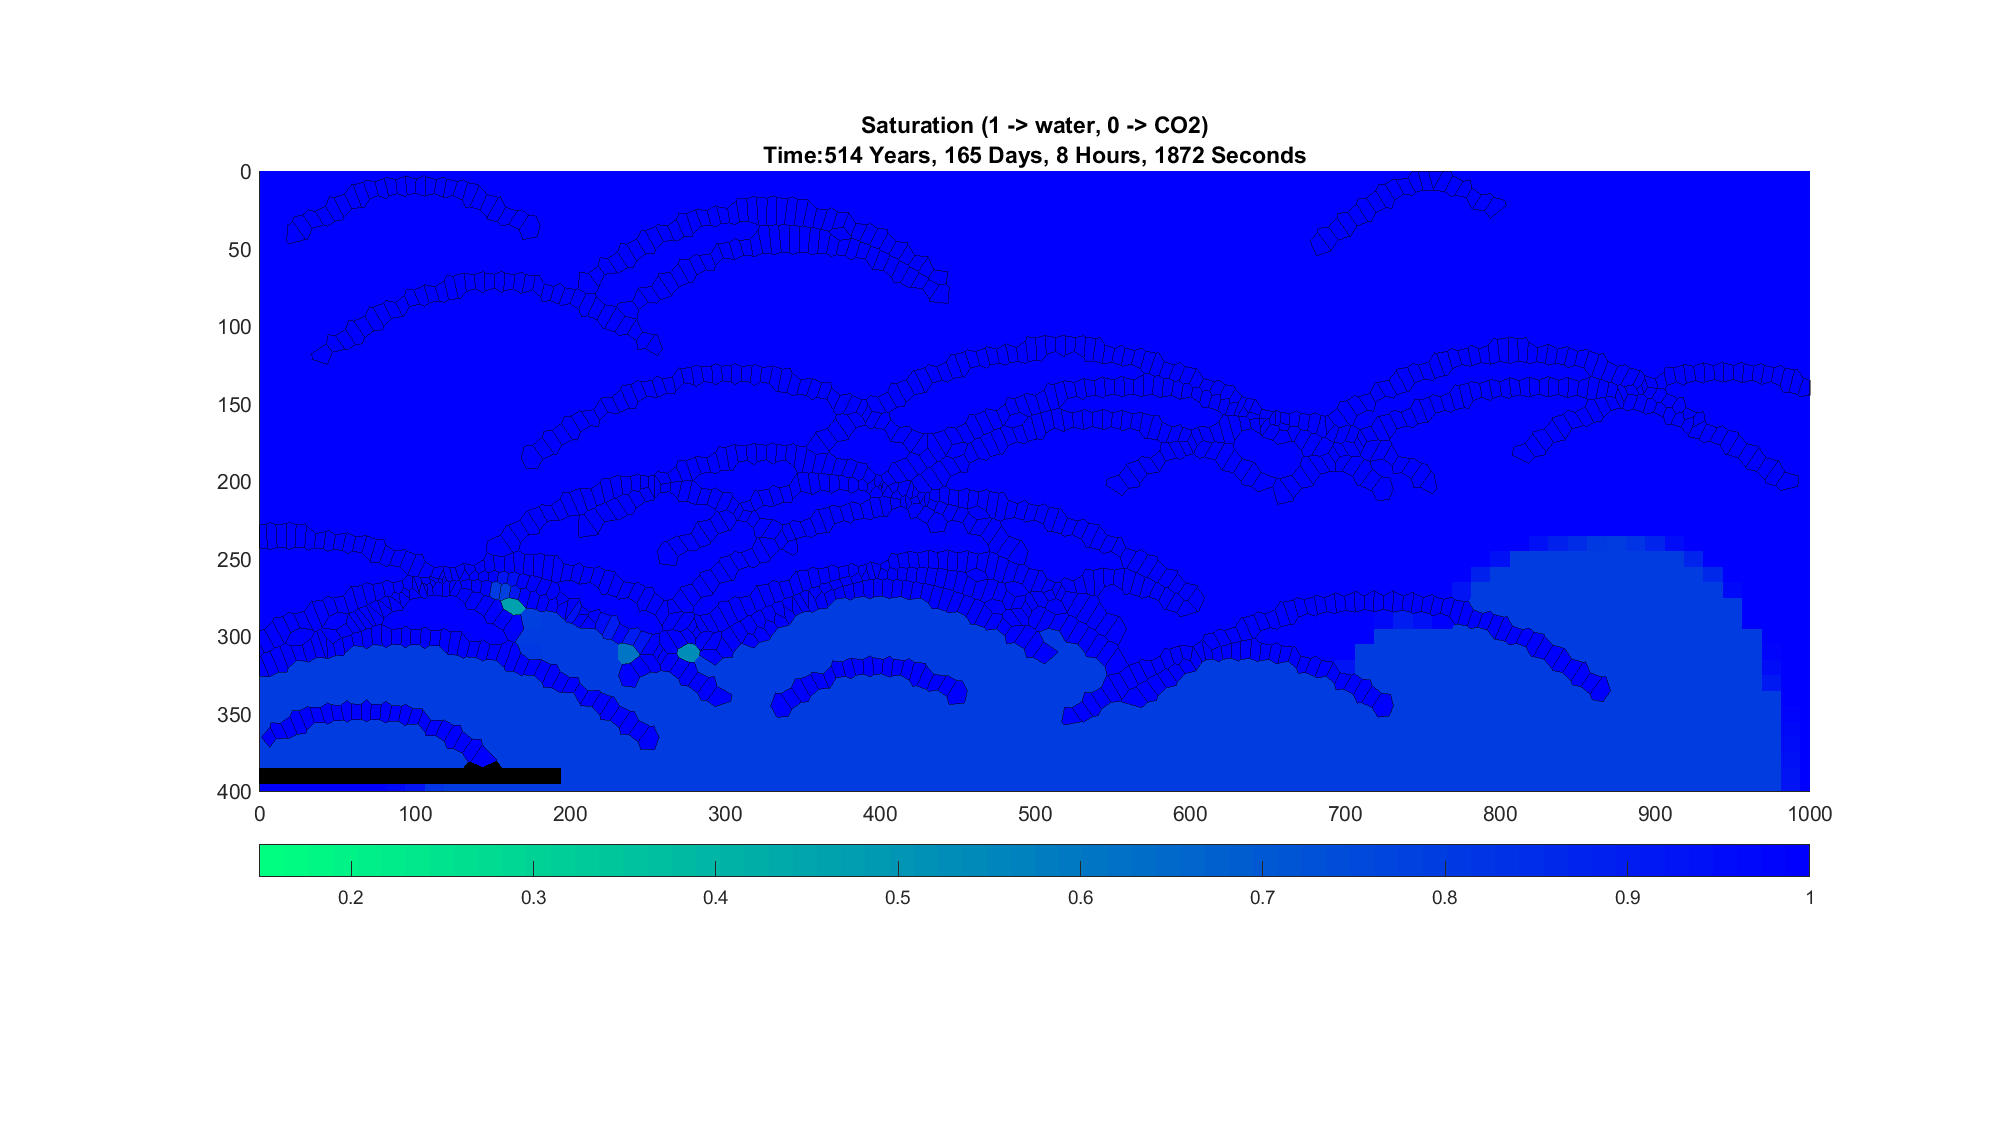 Saturation (1 -> water, 0 -> CO2)
Time:514 Years, 165 Days, 8 Hours, 1872 Seconds
0
50
100
150
200
250
300
350
400
0 100 200 300 400 500 600 700 800 900 1000
0.2 0.3 0.4 0.5 0.6 0.7 0.8 0.9 1